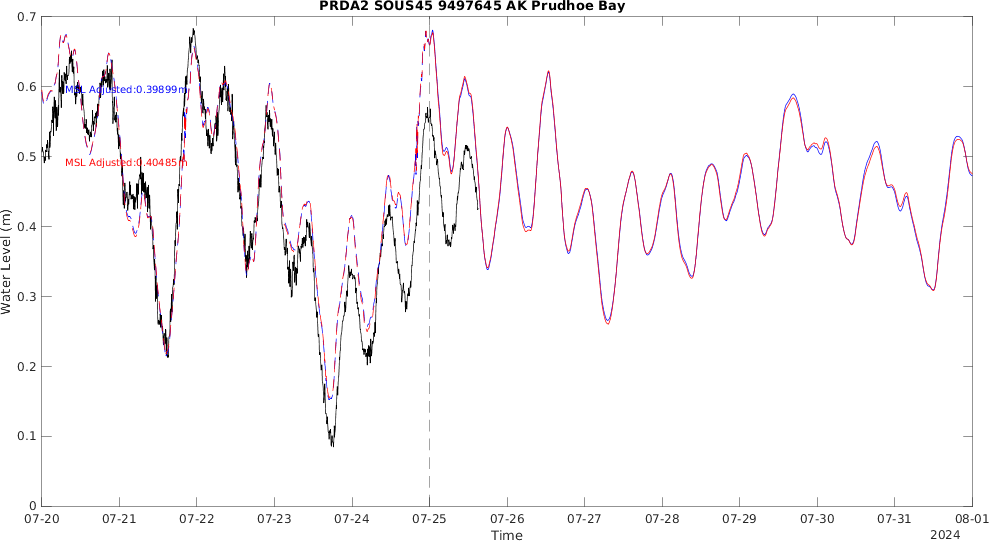 PRDA2 SOUS45 9497645 AK Prudhoe Bay
0.7
0.6
0.5
0.4
0.3
0.2
0.1
0
Water Level (m)
MSL Adjusted:0.39899m
MSL Adjusted:0.40485 m
07-20 07-21 07-22 07-23 07-24 07-25 07-26 07-27 07-28 07-29 07-30 07-31 08-01
Time
2024